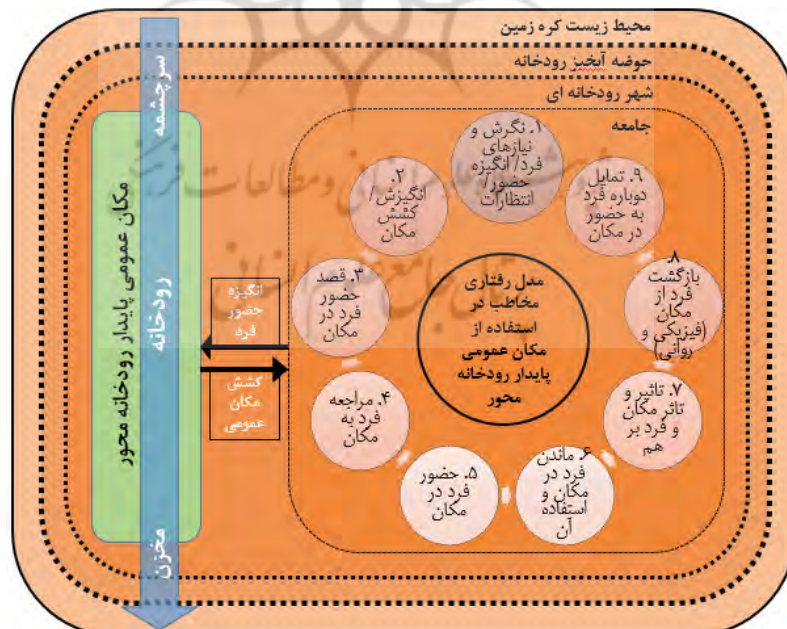 محیط زیست کره زمین
حوضه آبخیز رودخانه
شهر رودخانه ای
جامعه
۱. نگرش و
نیازهای
فرد/ انگیزه
حضور/
انتظارات
۲.
انگیزش/
کشش
مکان
۳. قصد
حضور
فرد در
مکان
۴. مراجعه
فرد به
مکان
۵. حضور
فرد در
مکان
۶. ماندن
فرد در
مکان و
استفاده
آن
۷. تاثیر و
تاثر مکان
و فرد بر
هم
۸.
بازگشت
فرد از
مکان
(فیزیکی و
روانی)
۹. تمایل
دوباره فرد
به حضور
در مکان
مدل رفتاری
مخاطب در
استفاده از
مکان عمومی
پایدار رودخانه
محور
انگیزه
حضور
فرد
کشش
مکان
عمومی
سرچشمه
رودخانه
مخزن
مکان عمومی پایدار رودخانه محور